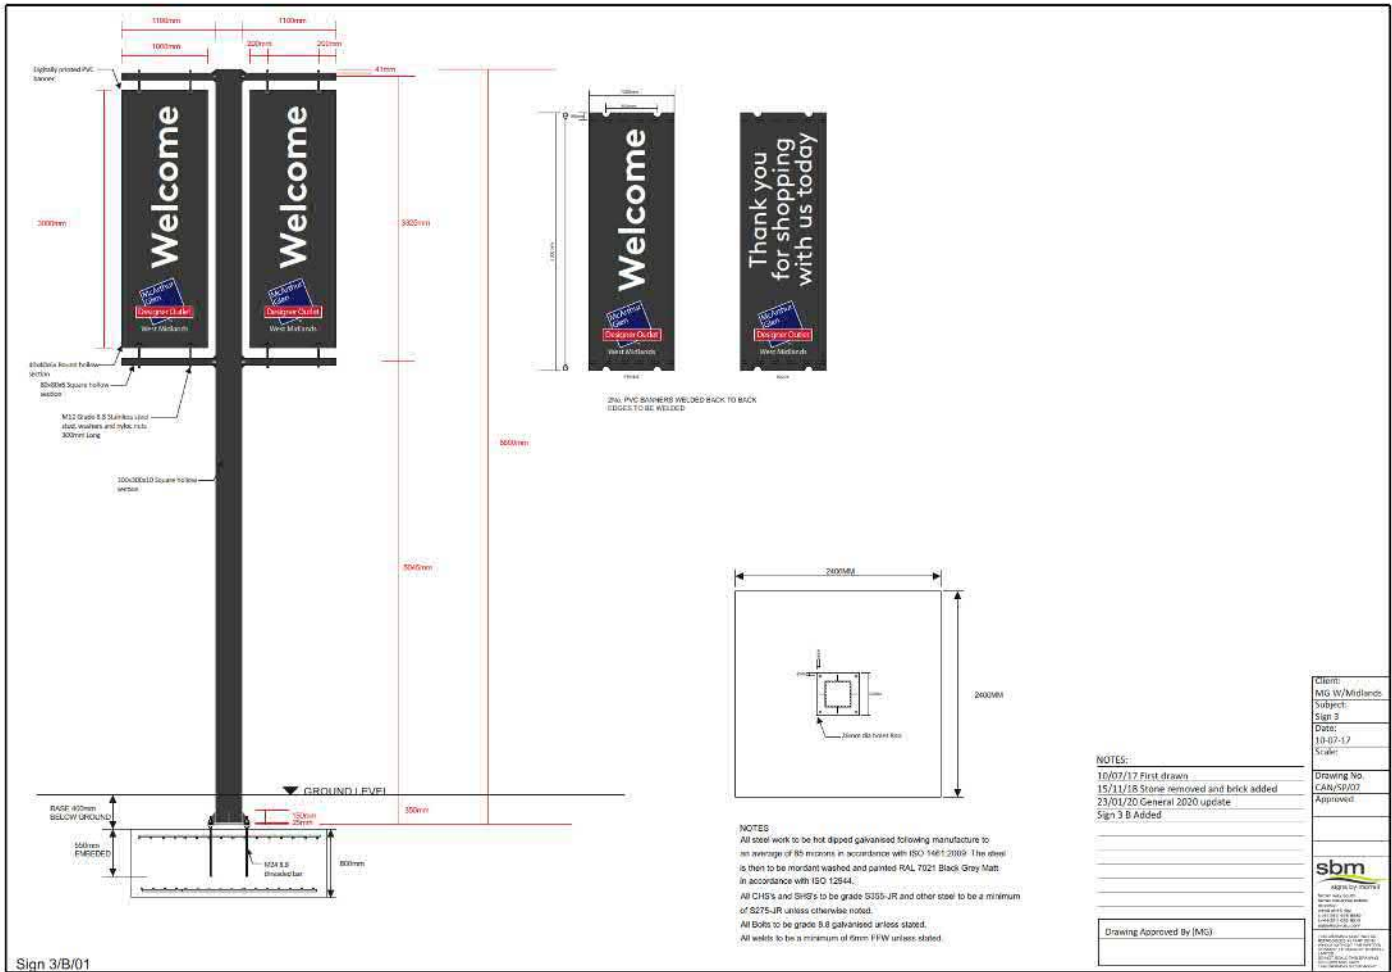 1100mm
1100mm
1000mm
220mm
200mm
41mm
Digitally printed PVC
banner
Welcome
Welcome
3000mm
McArthur
Glen
Designer Outlet
West Midlands
McArthur
Glen
Designer Outlet
West Midlands
Round hollow
section
80x80x6 Square hollow
section
M12 Grade 8.8 Stainless steel
stud, washers and nyloc nuts
300mm Long
Square hollow
section
Welcome
McArthur
Glen
Designer Outlet
West Midlands
Thank you
for shopping
with us today
McArthur
Glen
Designer Outlet
West Midlands
2No. PVC BANNERS WELDED BACK TO BACK
EDGES TO BE WELDED
GROUND LEVEL
BASE 400mm
BELOW GROUND
350mm
150mm
25mm
550mm
EMBEDED
M24 8.8
threaded bar
800mm
2400MM
2400MM
NOTES
All steel work to be hot dipped galvanised following manufacture to
an average of 85 microns in accordance with ISO 1461:2009. The steel
is then to be mordant washed and painted RAL 7021 Black Grey Matt
in accordance with ISO 12944.
All CHS's and SHS's to be grade S355-JR and other steel to be a minimum
of S275-JR unless otherwise noted.
All Bolts to be grade 8.8 galvanised unless stated.
All welds to be a minimum of 6mm FFW unless stated.
NOTES:
10/07/17 First drawn
15/11/18 Stone removed and brick added
23/01/20 General 2020 update
Sign 3 B Added
Drawing Approved By (MG)
Client:
MG W/Midlands
Subject:
Sign 3
Date:
10-07-17
Scale:
Drawing No.
CAN/SP/07
Approved
sbm
signs by morrell
Sign 3/B/01